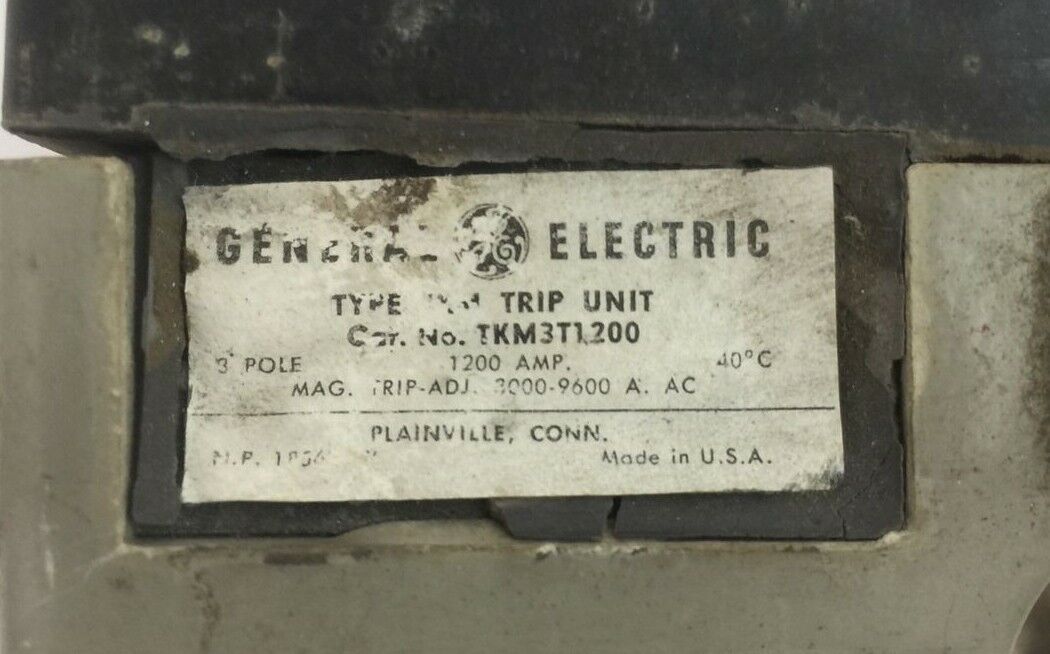 GENERAL ELECTRIC
TYPE TRIP UNIT
Cat. No. TKM3T1200
3 POLE 1200 AMP. 40°C
MAG. TRIP-ADJ. 3000-9600 A. AC
PLAINVILLE, CONN.
N.P. Made in U.S.A.